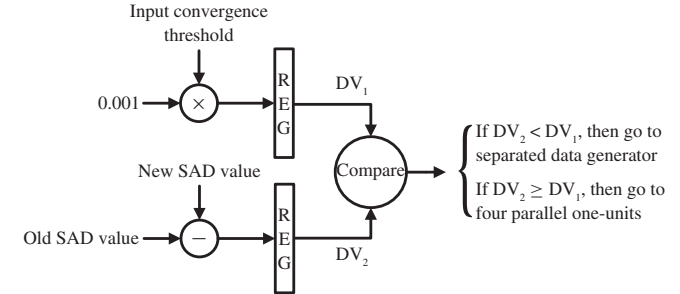 Input convergence
threshold
0.001
×
R
E
G
DV₁
New SAD value
Old SAD value
−
R
E
G
DV₂
Compare
If DV₂ < DV₁, then go to
separated data generator
If DV₂ ≥ DV₁, then go to
four parallel one-units